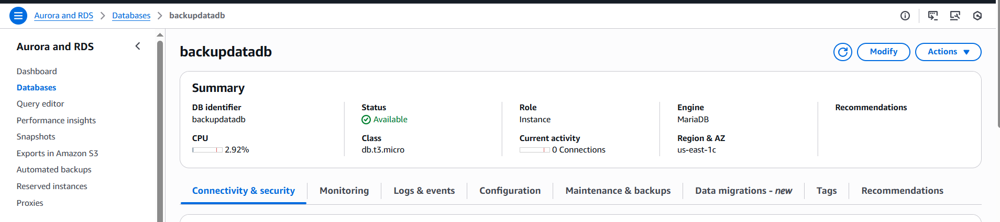 Aurora and RDS > Databases > backupdatadb
Aurora and RDS
Dashboard
Databases
Query editor
Performance insights
Snapshots
Exports in Amazon S3
Automated backups
Reserved instances
Proxies
backupdatadb
Modify
Actions
Summary
DB identifier
backupdatadb
Status
Available
Role
Instance
Engine
MariaDB
Recommendations
CPU
2.92%
Class
db.t3.micro
Current activity
0 Connections
Region & AZ
us-east-1c
Connectivity & security
Monitoring
Logs & events
Configuration
Maintenance & backups
Data migrations - new
Tags
Recommendations